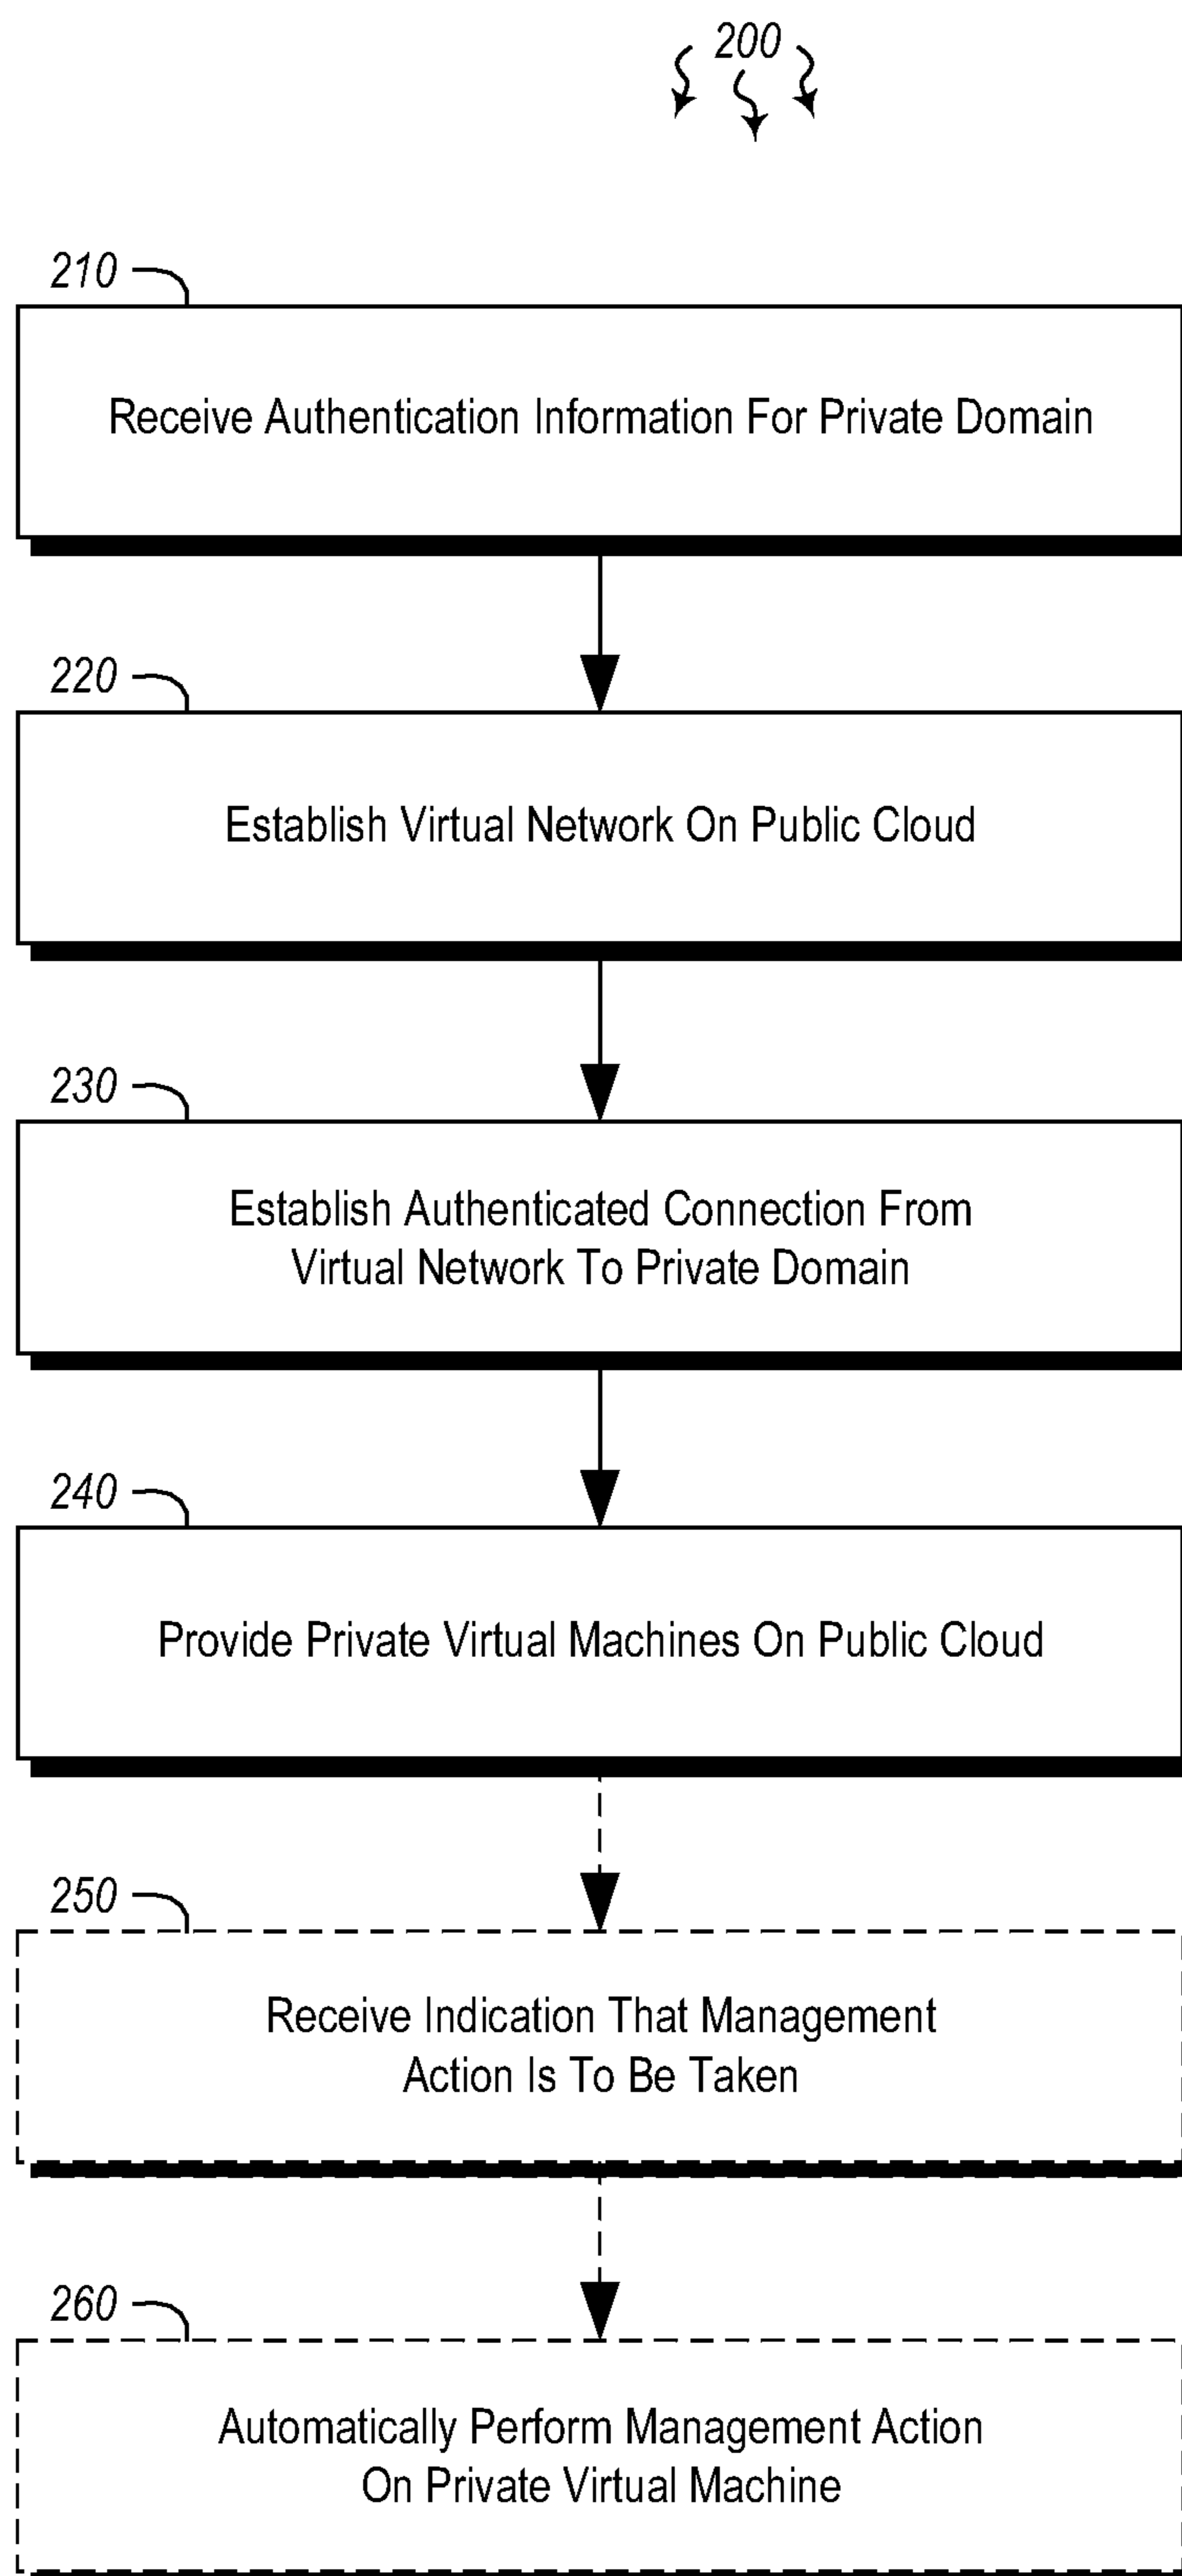 200
210
Receive Authentication Information For Private Domain
220
Establish Virtual Network On Public Cloud
230
Establish Authenticated Connection From
Virtual Network To Private Domain
240
Provide Private Virtual Machines On Public Cloud
250
Receive Indication That Management
Action Is To Be Taken
260
Automatically Perform Management Action
On Private Virtual Machine